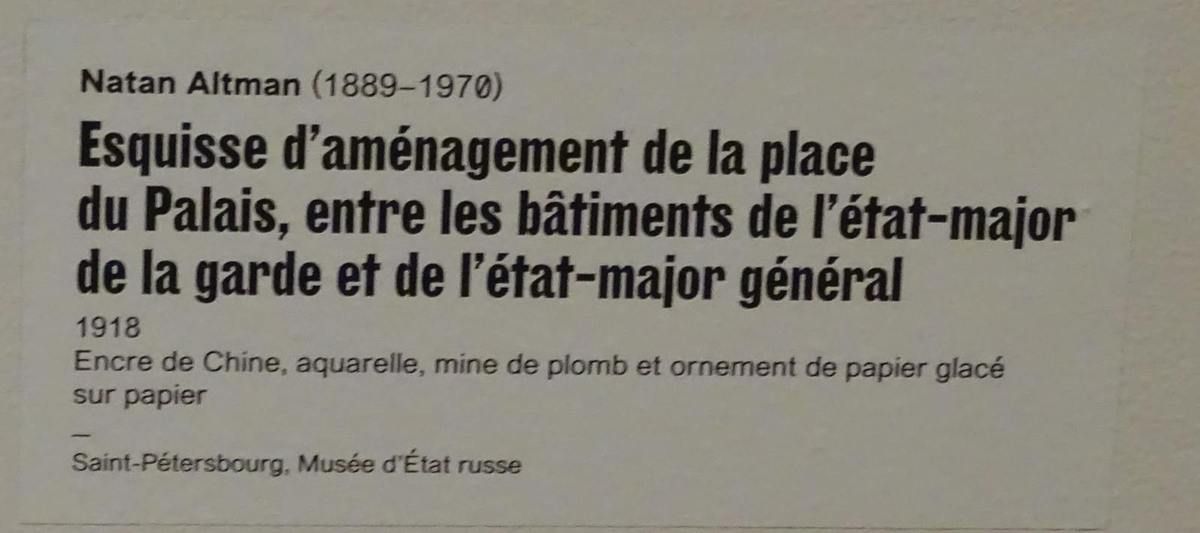 Natan Altman (1889–1970)
Esquisse d'aménagement de la place
du Palais, entre les bâtiments de l'état-major
de la garde et de l'état-major général
1918
Encre de Chine, aquarelle, mine de plomb et ornement de papier glacé
sur papier
—
Saint-Pétersbourg, Musée d'État russe